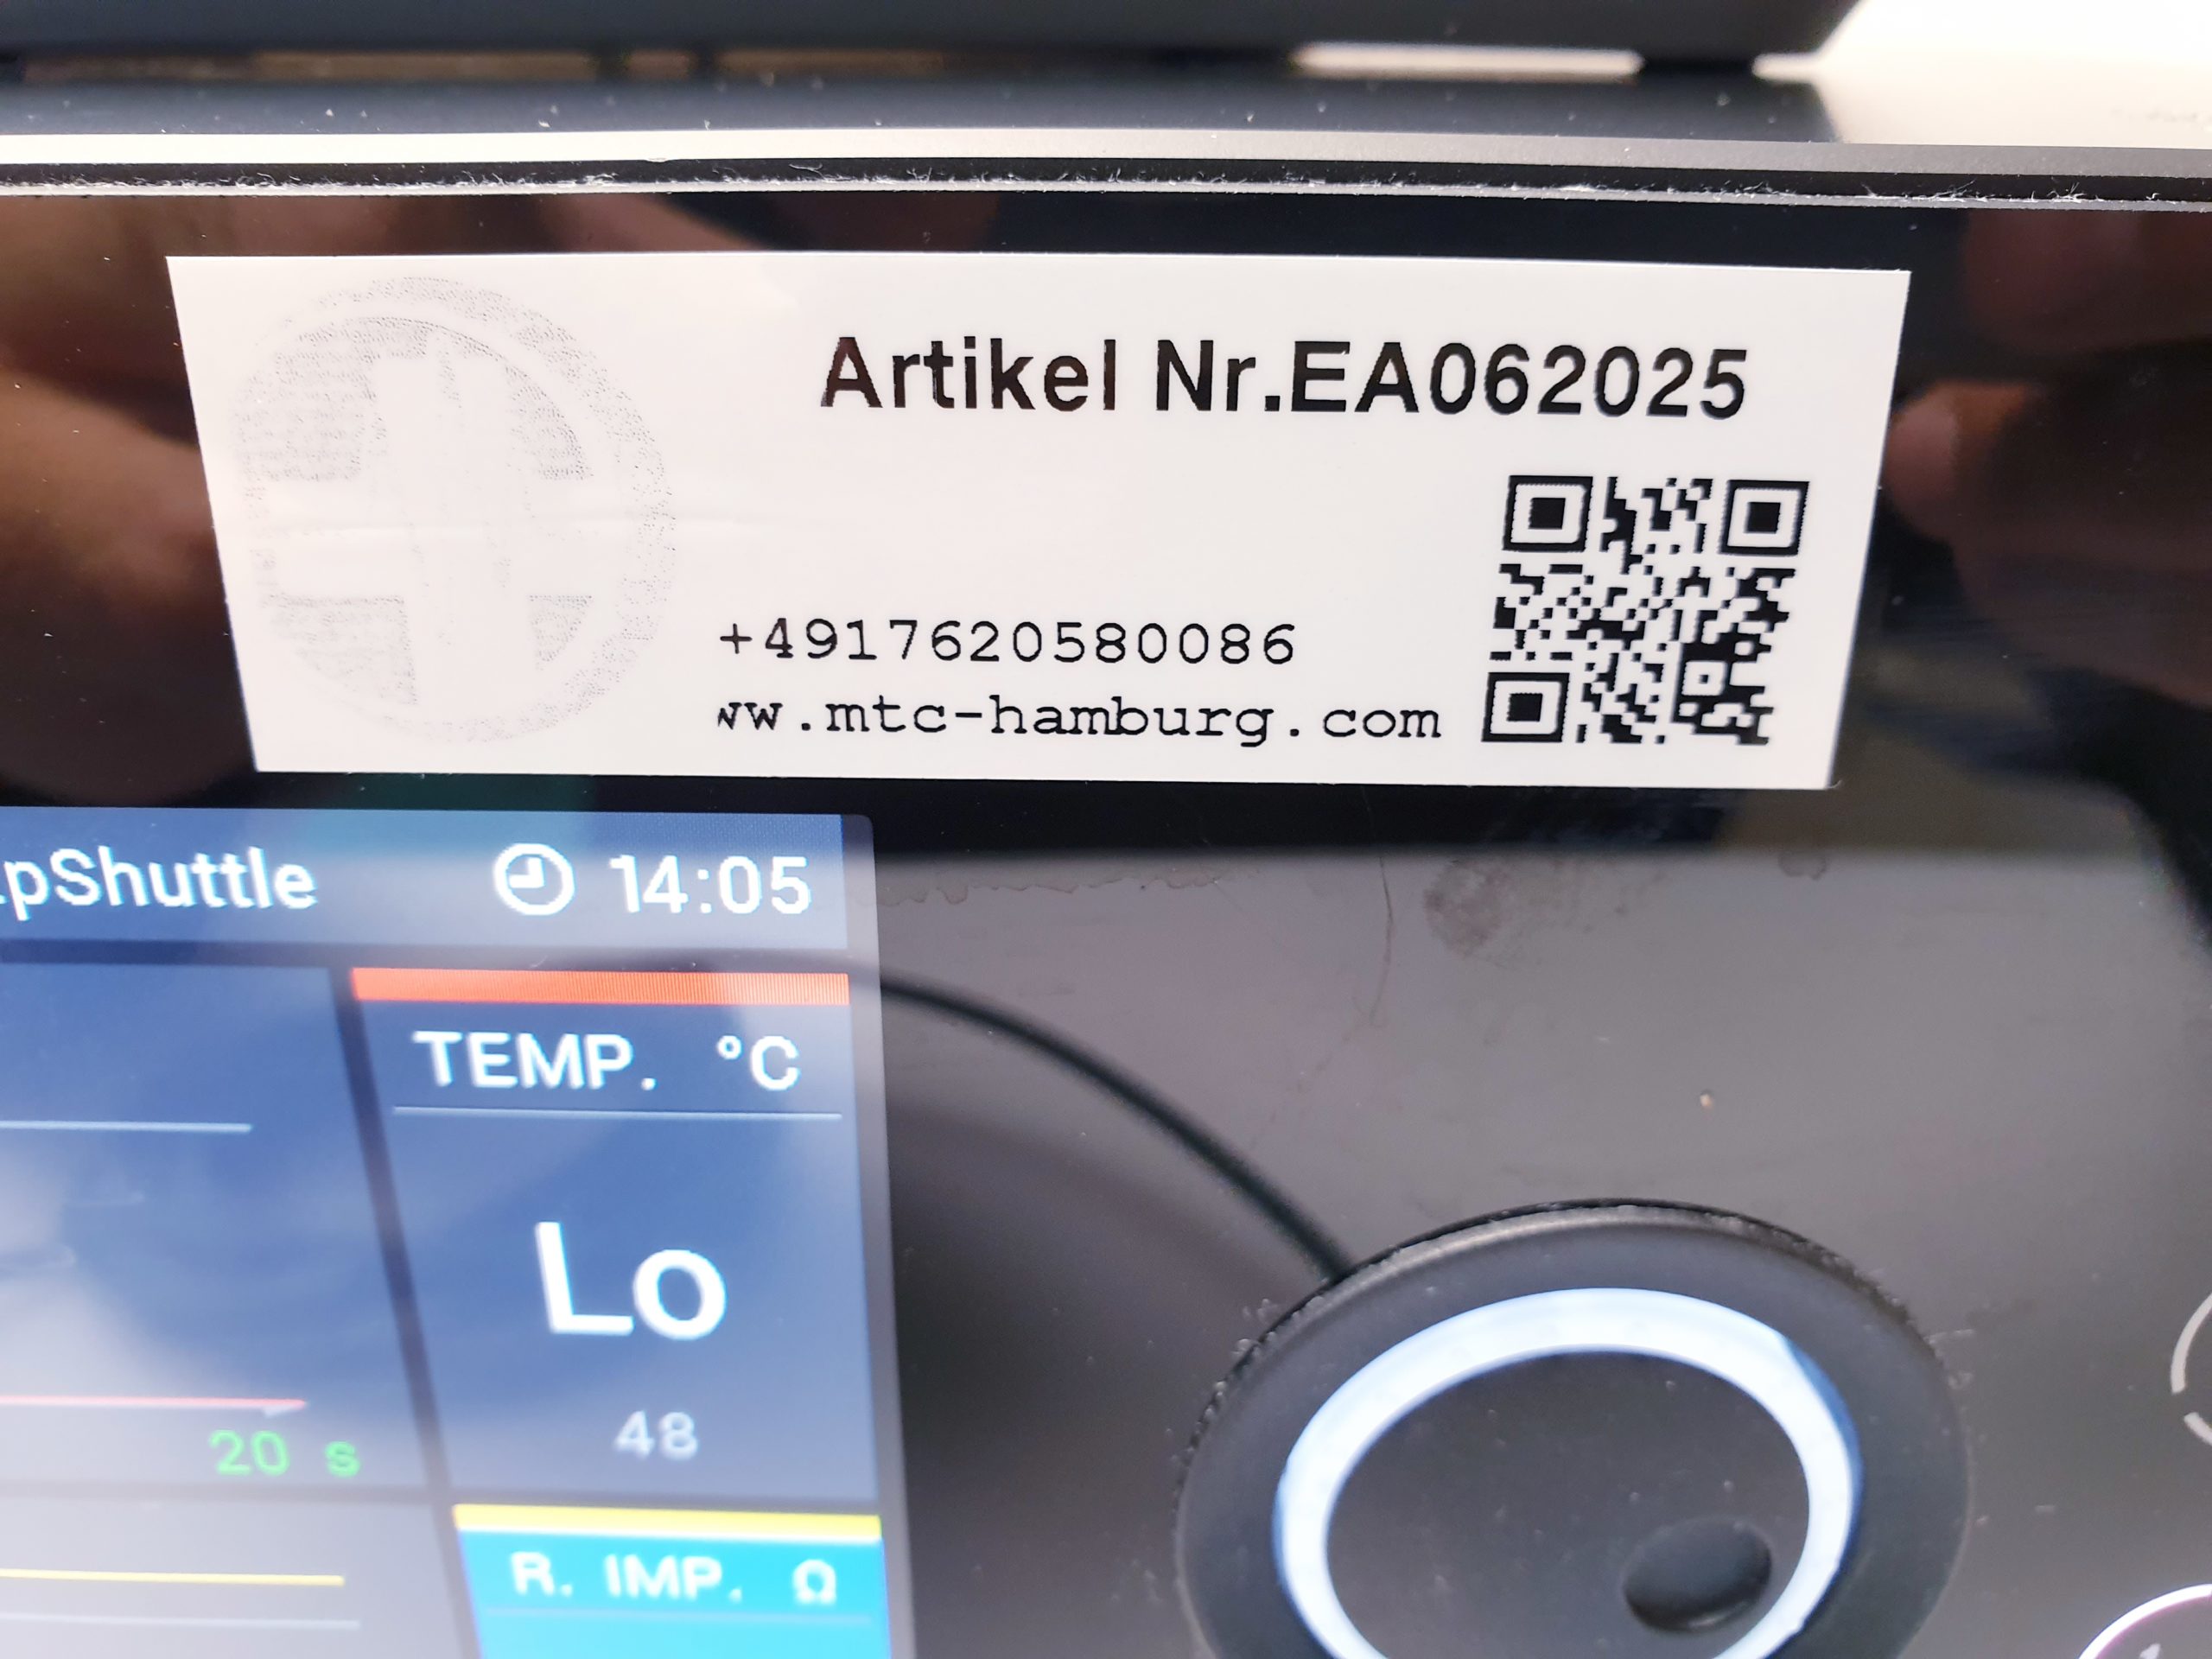 Artikel Nr.EA062025
+4917620580086
ww.mtc-hamburg.com
pShuttle 14:05
TEMP. °C
Lo
48
20 s
R. IMP. Ω